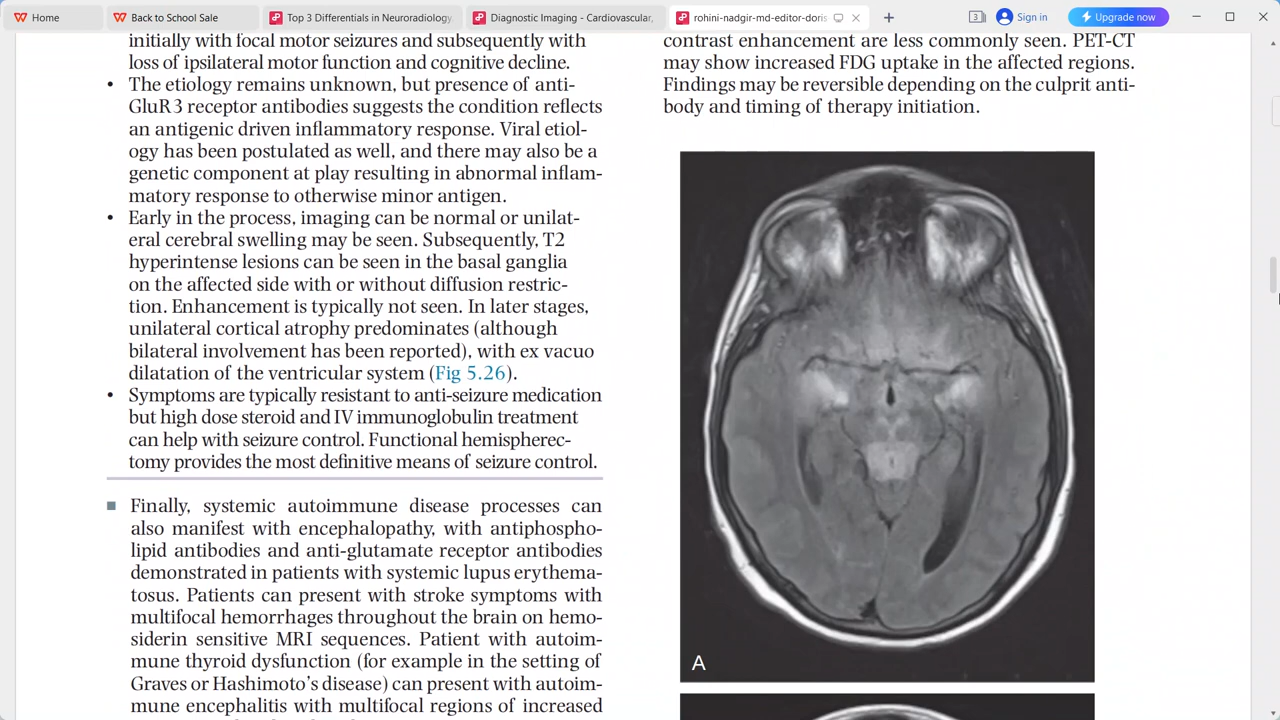 Home
Back to School Sale
Top 3 Differentials in Neuroradiology
Diagnostic Imaging - Cardiovascular,
rohini-nadgir-md-editor-doris
3
Sign in
Upgrade now
initially with focal motor seizures and subsequently with
loss of ipsilateral motor function and cognitive decline.
• The etiology remains unknown, but presence of anti-
GluR3 receptor antibodies suggests the condition reflects
an antigenic driven inflammatory response. Viral etiol-
ogy has been postulated as well, and there may also be a
genetic component at play resulting in abnormal inflam-
matory response to otherwise minor antigen.
• Early in the process, imaging can be normal or unilat-
eral cerebral swelling may be seen. Subsequently, T2
hyperintense lesions can be seen in the basal ganglia
on the affected side with or without diffusion restric-
tion. Enhancement is typically not seen. In later stages,
unilateral cortical atrophy predominates (although
bilateral involvement has been reported), with ex vacuo
dilatation of the ventricular system (Fig 5.26).
• Symptoms are typically resistant to anti-seizure medication
but high dose steroid and IV immunoglobulin treatment
can help with seizure control. Functional hemispherec-
tomy provides the most definitive means of seizure control.
■ Finally, systemic autoimmune disease processes can
also manifest with encephalopathy, with antiphospho-
lipid antibodies and anti-glutamate receptor antibodies
demonstrated in patients with systemic lupus erythema-
tosus. Patients can present with stroke symptoms with
multifocal hemorrhages throughout the brain on hemo-
siderin sensitive MRI sequences. Patient with autoim-
mune thyroid dysfunction (for example in the setting of
Graves or Hashimoto's disease) can present with autoim-
mune encephalitis with multifocal regions of increased
contrast enhancement are less commonly seen. PET-CT
may show increased FDG uptake in the affected regions.
Findings may be reversible depending on the culprit anti-
body and timing of therapy initiation.
A